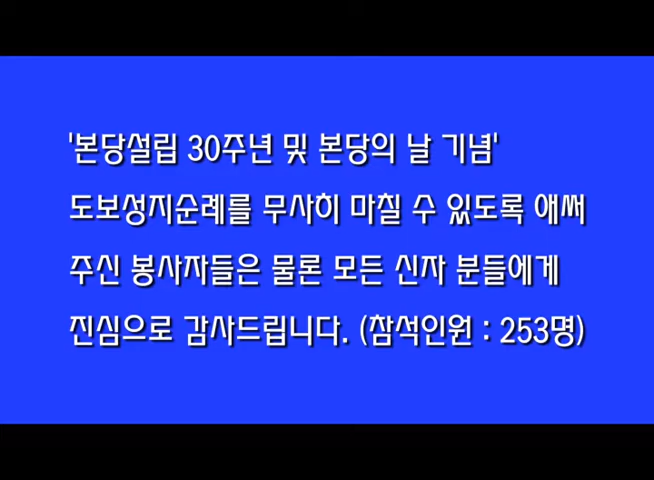 '본당설립 30주년 및 본당의 날 기념'
도보성지순례를 무사히 마칠 수 있도록 애써
주신 봉사자들은 물론 모든 신자 분들에게
진심으로 감사드립니다. (참석인원 : 253명)